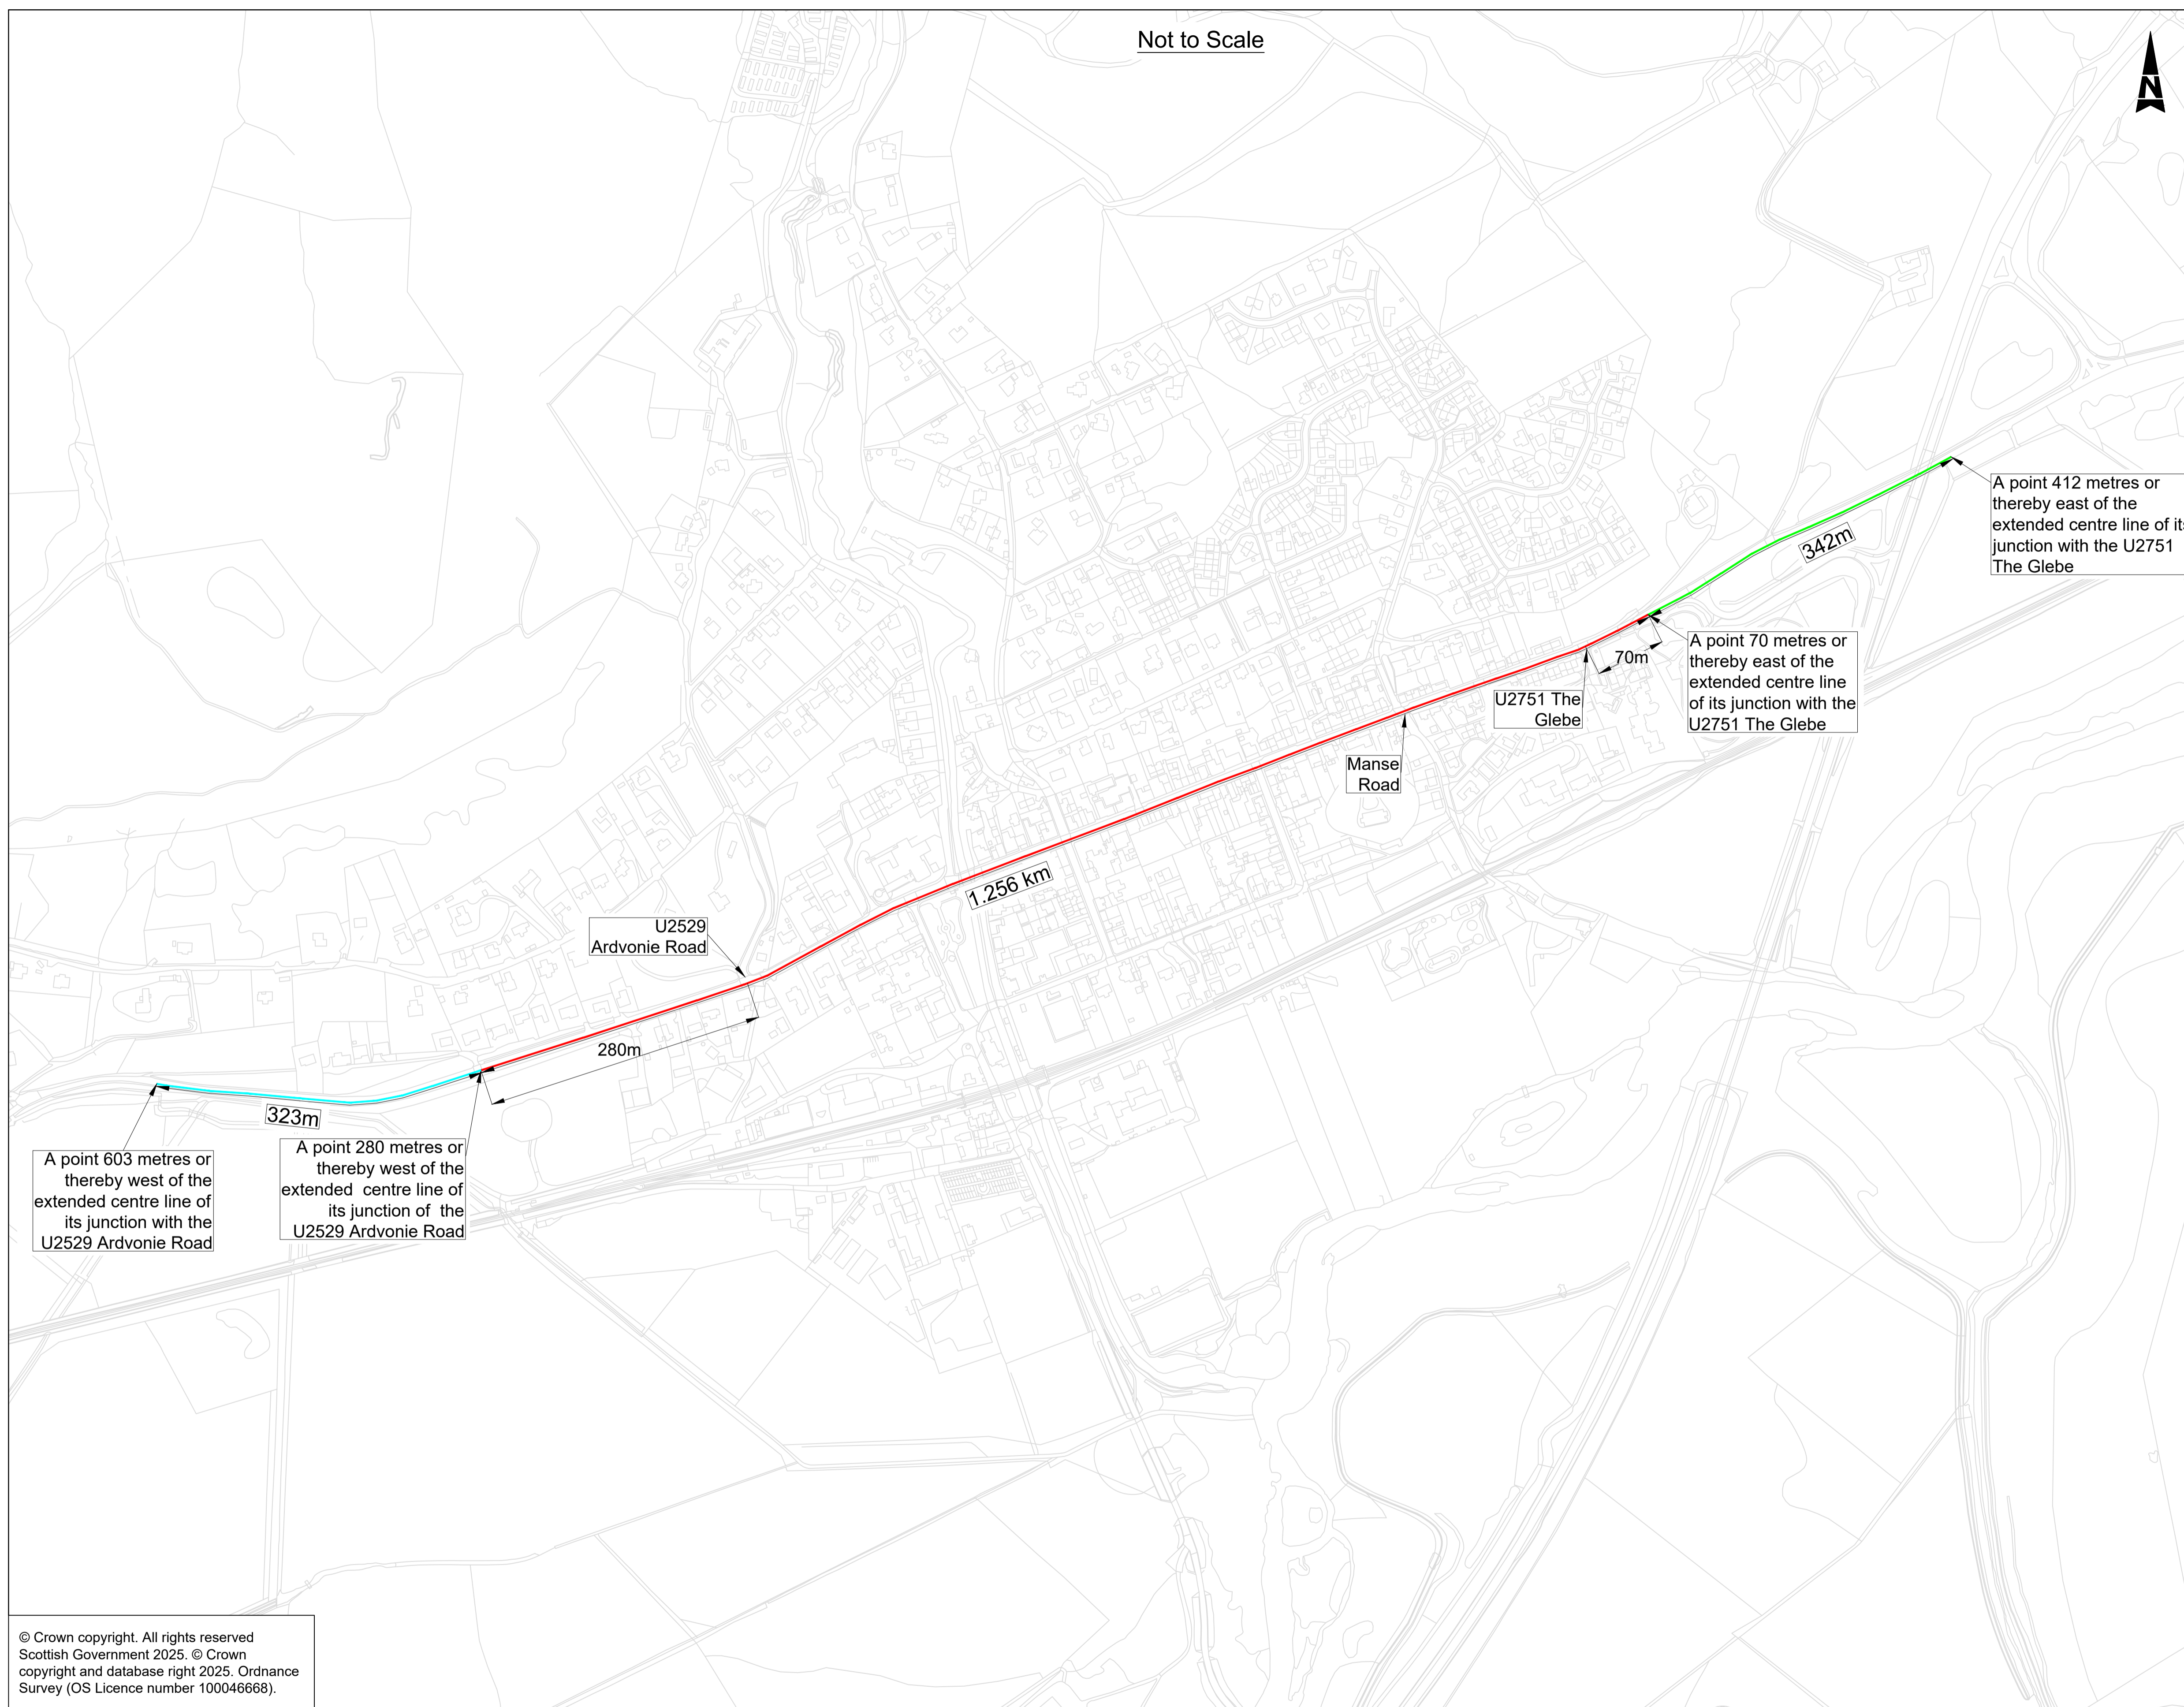 Not to Scale
N
A point 412 metres or
thereby east of the
extended centre line of its
junction with the U2751
The Glebe
342m
70m
A point 70 metres or
thereby east of the
extended centre line
of its junction with the
U2751 The Glebe
U2751 The
Glebe
Manse
Road
1.256 km
U2529
Ardvonie Road
280m
323m
A point 280 metres or
thereby west of the
extended centre line of
its junction of the
U2529 Ardvonie Road
A point 603 metres or
thereby west of the
extended centre line of
its junction with the
U2529 Ardvonie Road
© Crown copyright. All rights reserved
Scottish Government 2025. © Crown
copyright and database right 2025. Ordnance
Survey (OS Licence number 100046668).